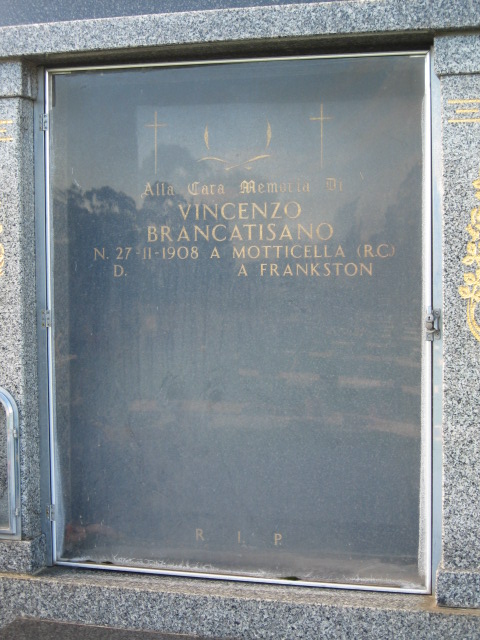 Alla Cara Memoria Di
VINCENZO
BRANCATISANO
N. 27-11-1908 A MOTTICELLA (RC)
D. A FRANKSTON
R. I. P.